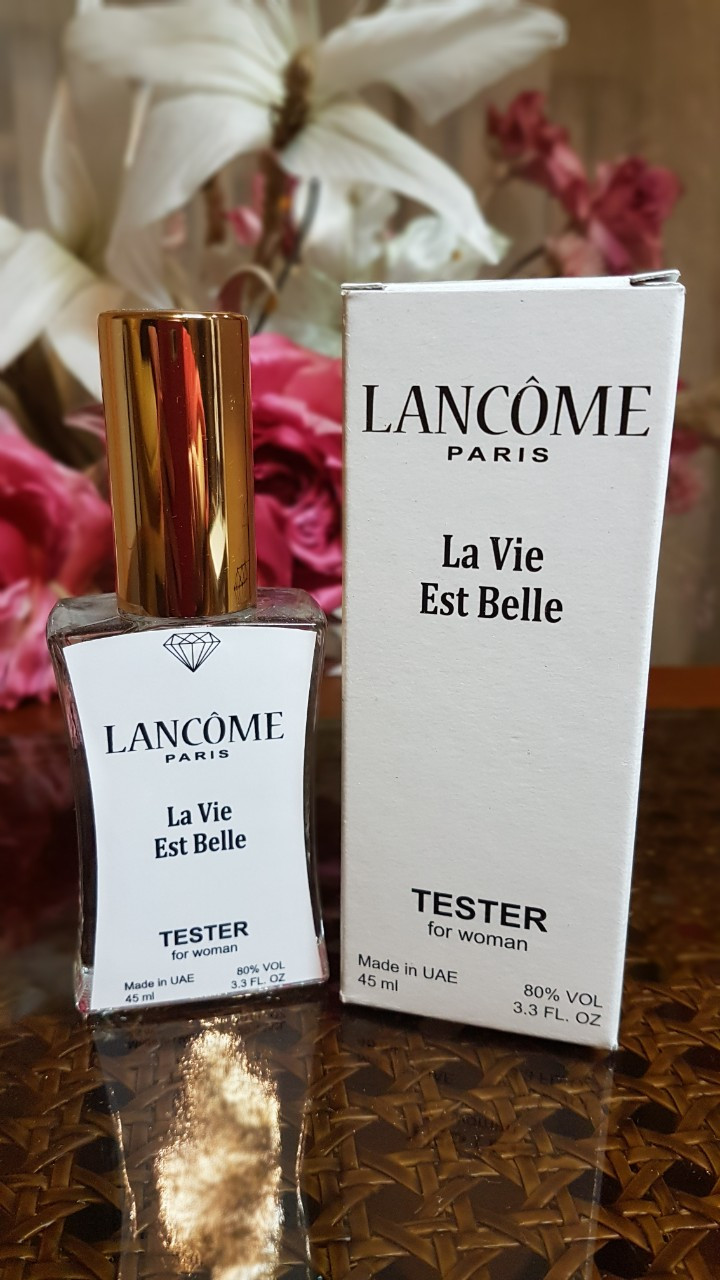 LANCÔME
PARIS
La Vie
Est Belle
TESTER
for woman
Made in UAE
45 ml
80% VOL
3.3 FL. OZ
LANCÔME
PARIS
La Vie
Est Belle
TESTER
for woman
Made in UAE
45 ml
80% VOL
3.3 FL. OZ